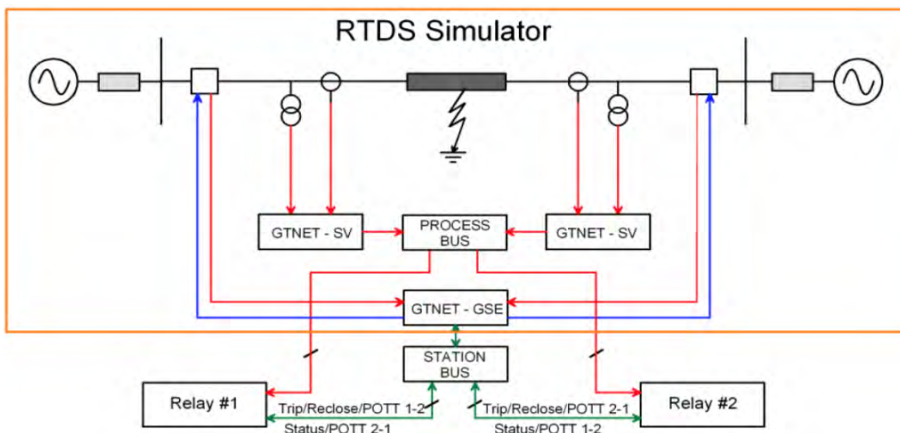 RTDS Simulator
GTNET - SV
PROCESS
BUS
GTNET - SV
GTNET - GSE
STATION
BUS
Relay #1
Trip/Reclose/POTT 1-2
Status/POTT 2-1
Trip/Reclose/POTT 2-1
Status/POTT 1-2
Relay #2